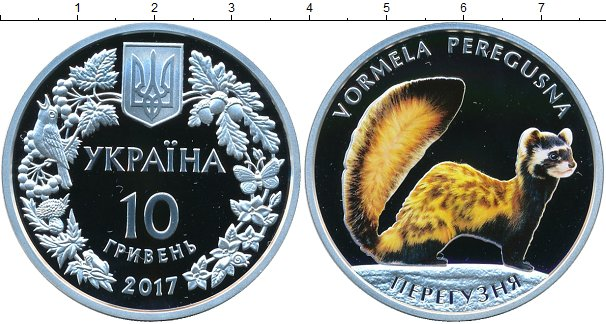 1 2 3 4 5 6 7
УКРАЇНА
10
ГРИВЕНЬ
2017
VORMELA PEREGUSNA
ПЕРЕГУЗНЯ